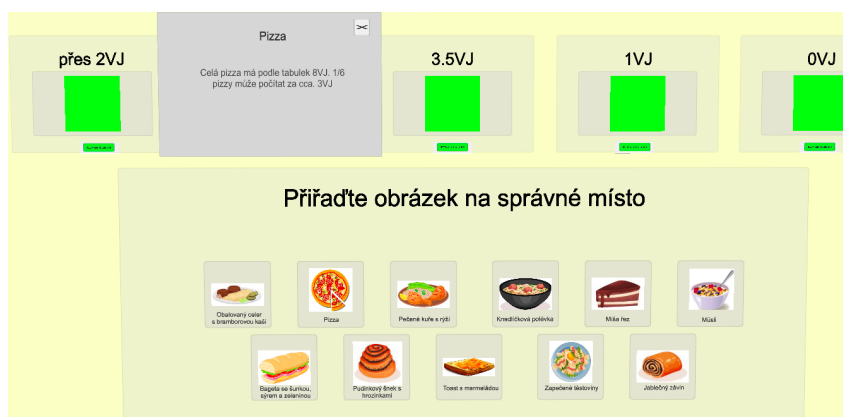 přes 2VJ
Pizza
Celá pizza má podle tabulek 8VJ. 1/6
pizzy může počítat za cca. 3VJ
3.5VJ
1VJ
0VJ
Přiřaďte obrázek na správné místo
Obalovaný celer
s bramborovou kaší
Pizza
Pečené kuře s rýží
Knedlíčková polévka
Míša řez
Müsli
Bageta se šunkou,
sýrem a zeleninou
Pudinkový šnek s
hrozinkami
Toast s marmeládou
Zapečené těstoviny
Jablečný závin